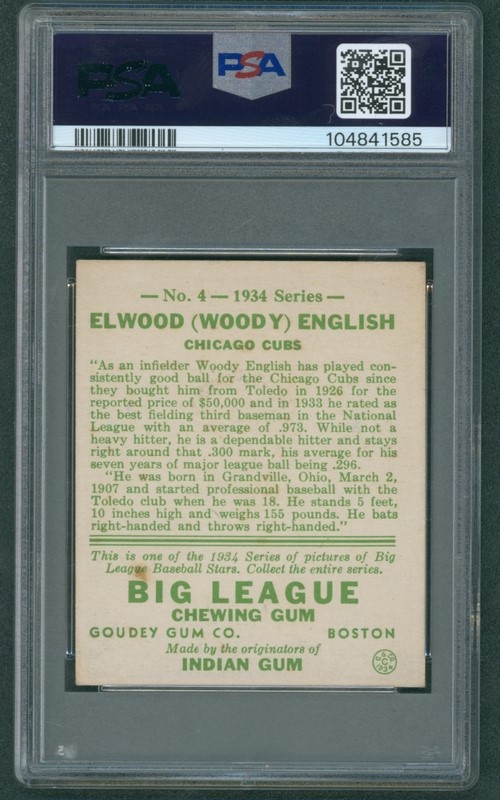 PSA
PSA
104841585
— No. 4 — 1934 Series —
ELWOOD (WOODY) ENGLISH
CHICAGO CUBS
"As an infielder Woody English has played con-
sistently good ball for the Chicago Cubs since
they bought him from Toledo in 1926 for the
reported price of $50,000 and in 1933 he rated as
the best fielding third baseman in the National
League with an average of .973. While not a
heavy hitter, he is a dependable hitter and stays
right around that .300 mark, his average for his
seven years of major league ball being .296.
"He was born in Grandville, Ohio, March 2,
1907 and started professional baseball with the
Toledo club when he was 18. He stands 5 feet,
10 inches high and weighs 155 pounds. He bats
right-handed and throws right-handed."
This is one of the 1934 Series of pictures of Big
League Baseball Stars. Collect the entire series.
BIG LEAGUE
CHEWING GUM
GOUDEY GUM CO. BOSTON
Made by the originators of
INDIAN GUM